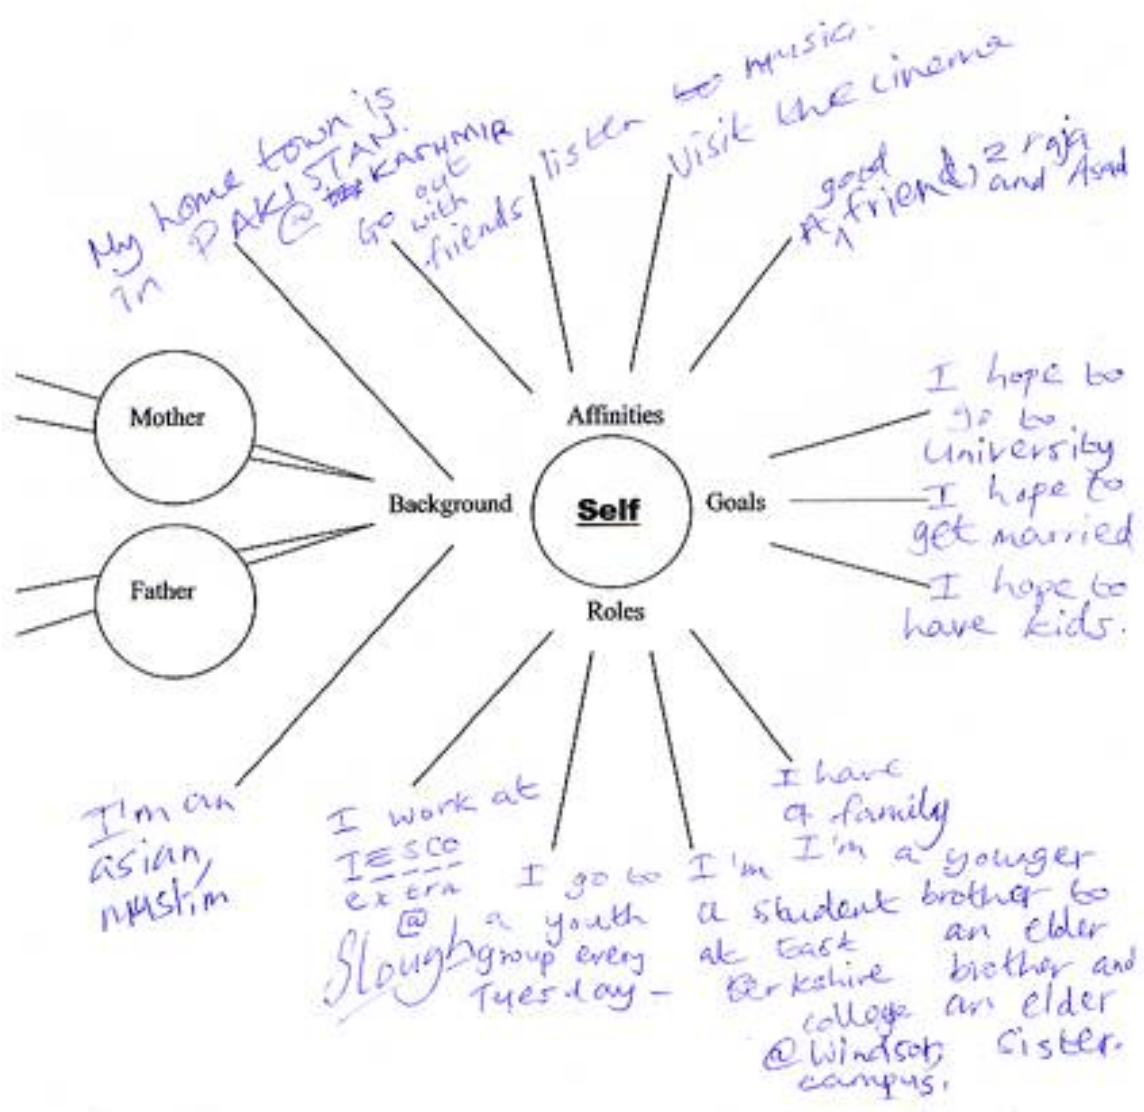 My home town is
in PAKISTAN.
@ KASHMIR
Go out
with
friends
listen to music.
Visit the cinema
good
A friend, 2 raja
and Asad
Mother
Father
Background
Affinities
Self
Goals
Roles
I hope to
go to
University
I hope to
get married
I hope to
have kids.
I'm an
asian,
muslim
I work at
TESCO
extra
@
Slough
I go to
a youth
group every
Tuesday -
I'm
a student
at East
Berkshire
college
@ Windsor,
campus.
I have
a family
I'm a younger
brother to
an elder
brother and
an elder
sister.